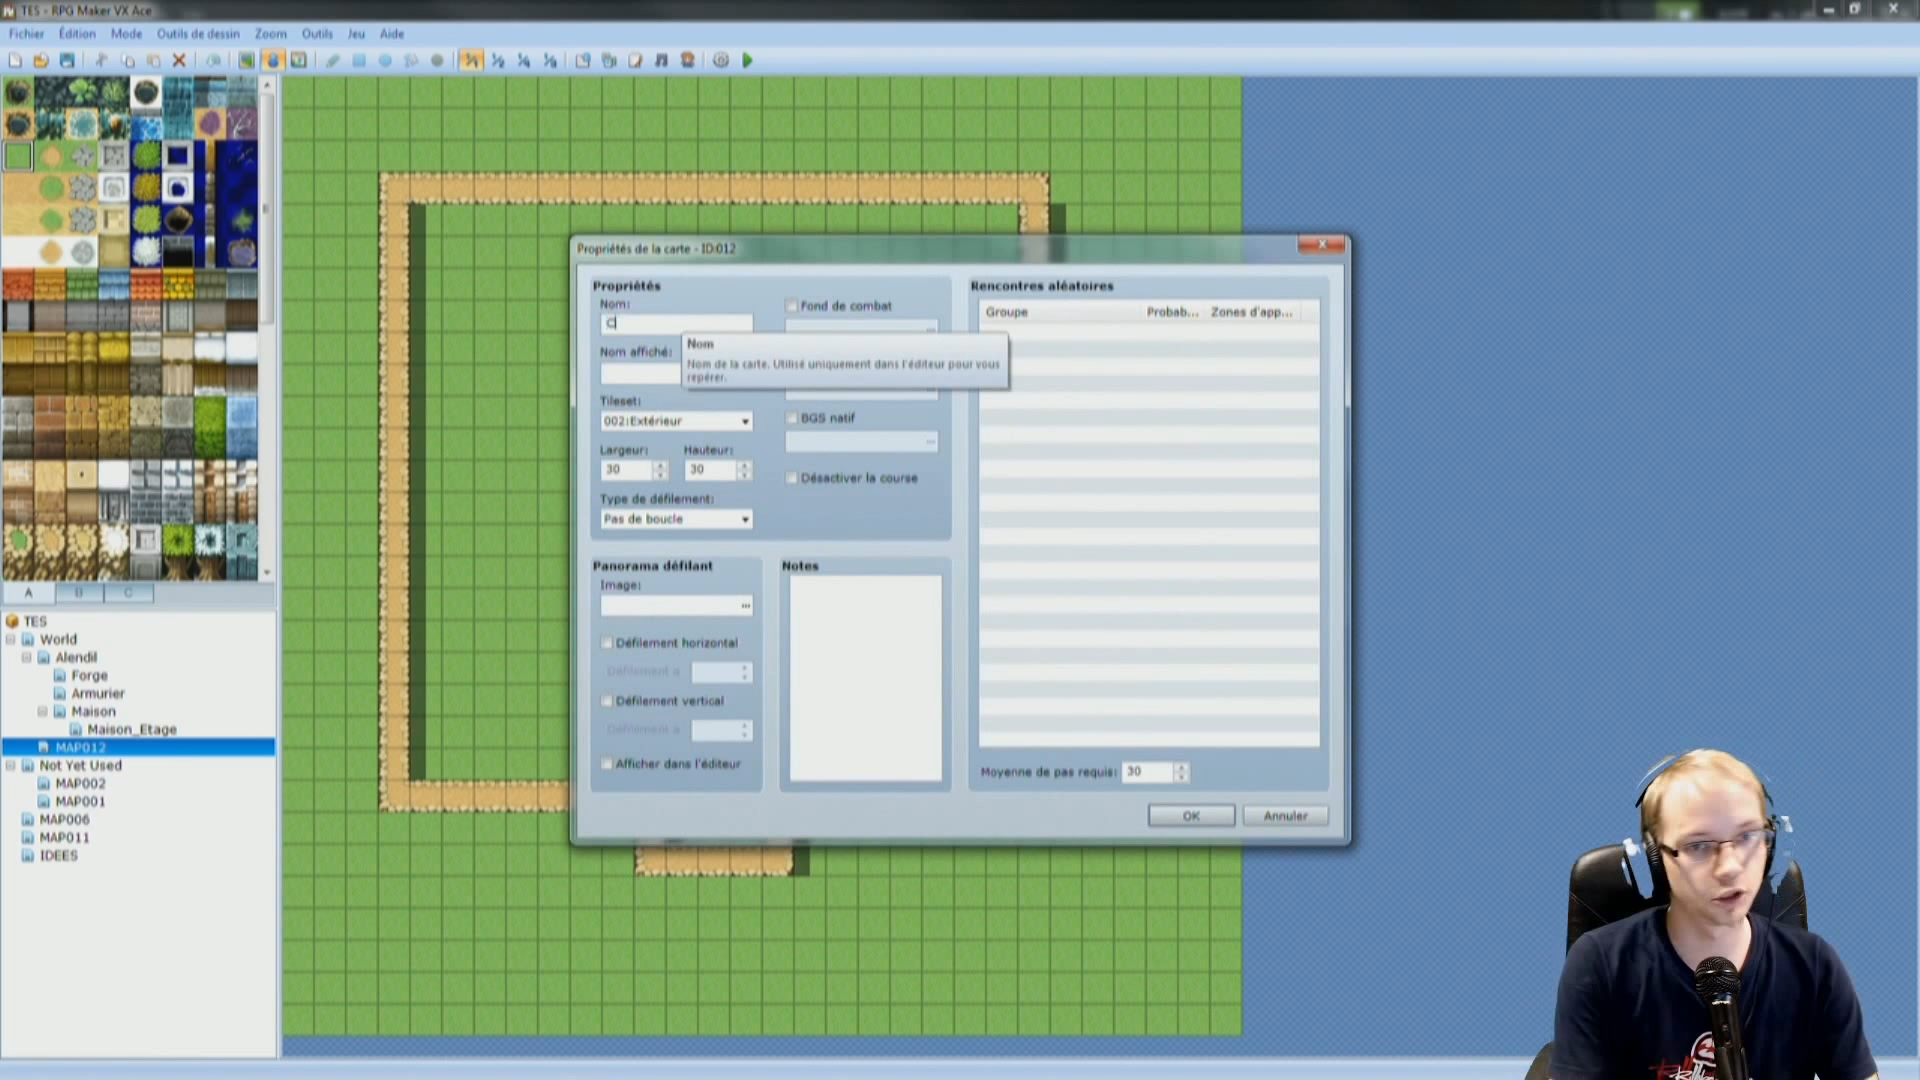 TES - RPG Maker VX Ace
Fichier Édition Mode Outils de dessin Zoom Outils Jeu Aide
A B C
TES
World
Alendil
Forge
Armurier
Maison
Maison_Etage
MAP012
Not Yet Used
MAP002
MAP001
MAP006
MAP011
IDEES
Propriétés de la carte - ID:012
Propriétés
Nom:
C
Fond de combat
...
Nom
Nom de la carte. Utilisé uniquement dans l'éditeur pour vous
repérer.
Nom affiché:
Tileset:
002:Extérieur
BGS natif
...
Largeur: Hauteur:
30 30
Désactiver la course
Type de défilement:
Pas de boucle
Panorama défilant
Image:
...
Défilement horizontal
Défilement a
Défilement vertical
Défilement a
Afficher dans l'éditeur
Notes
Rencontres aléatoires
Groupe Probab... Zones d'app...
Moyenne de pas requis: 30
OK Annuler